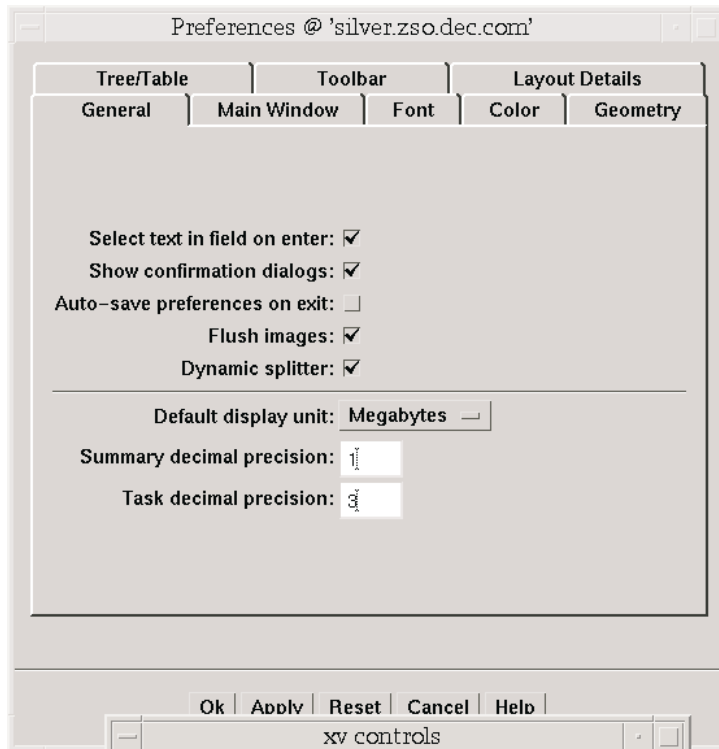 Preferences @ 'silver.zso.dec.com'
Tree/Table Toolbar Layout Details
General Main Window Font Color Geometry
Select text in field on enter:
Show confirmation dialogs:
Auto-save preferences on exit:
Flush images:
Dynamic splitter:
Default display unit: Megabytes
Summary decimal precision: 1
Task decimal precision: 3
Ok Apply Reset Cancel Help
xv controls